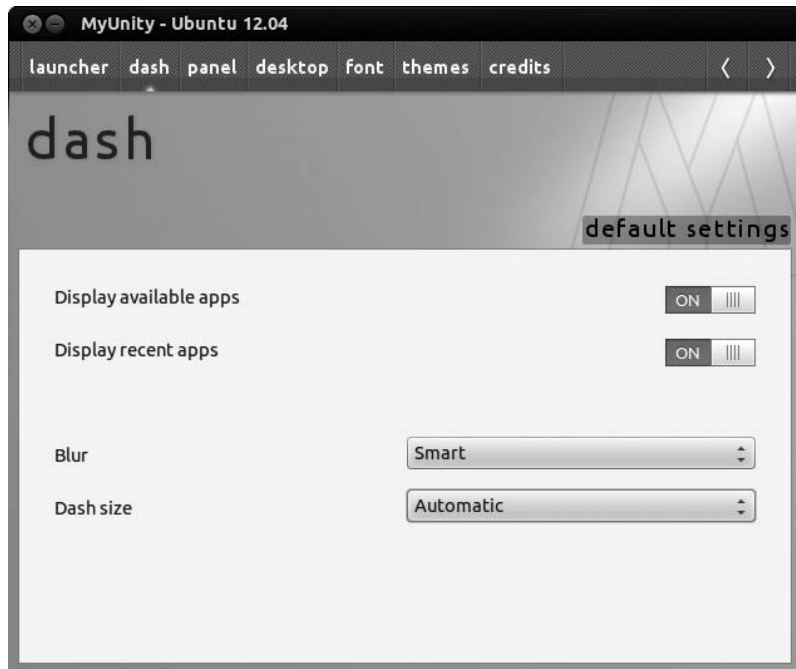 MyUnity - Ubuntu 12.04
launcher dash panel desktop font themes credits
dash
default settings
Display available apps ON
Display recent apps ON
Blur Smart
Dash size Automatic